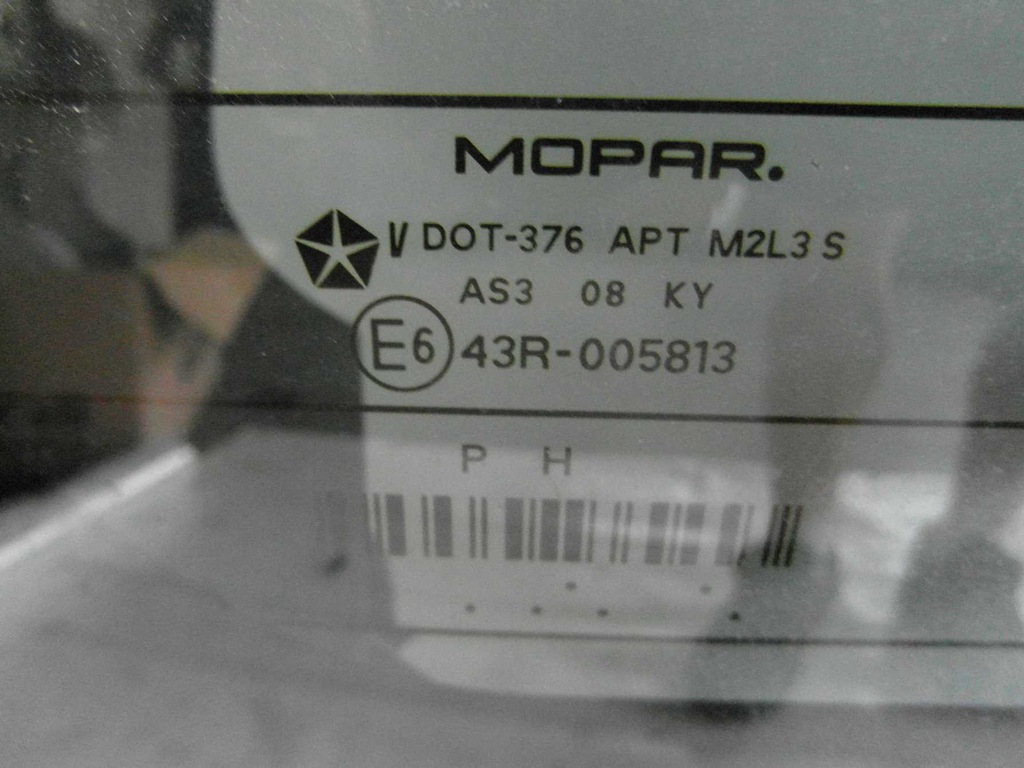 MOPAR.
V DOT-376 APT M2L3 S
AS3 08 KY
E6 43R-005813
P H